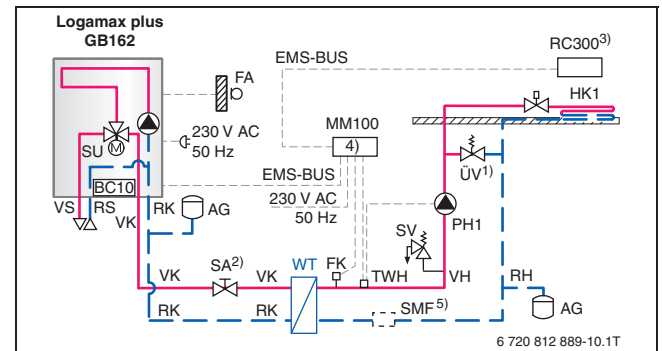 Logamax plus
GB162
RC300³⁾
EMS-BUS
FA
HK1
MM100
230 V AC
50 Hz
4)
SU
M
ÜV¹⁾
EMS-BUS
BC10
230 V AC
50 Hz
VS
RS
RK
AG
PH1
VK
SV
SA²⁾
WT
FK
VK
VK
TWH
VH
RH
RK
RK
SMF⁵⁾
AG
6 720 812 889-10.1T